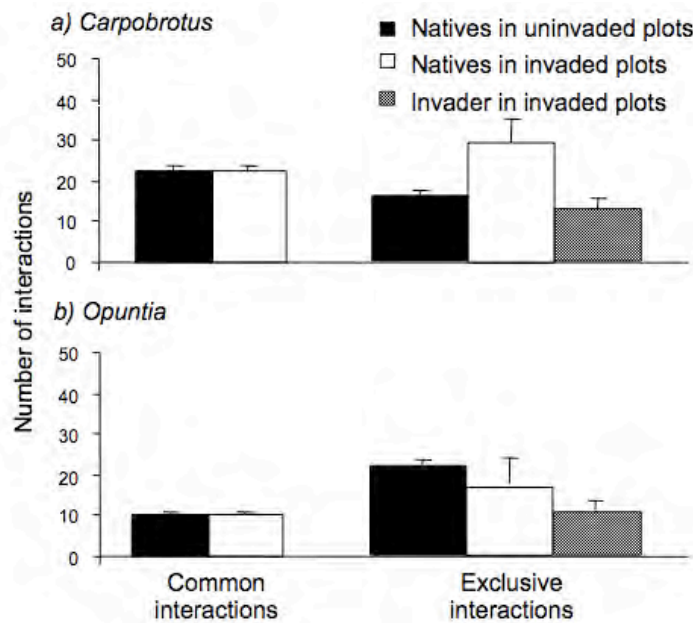 a) Carpobrotus
Natives in uninvaded plots
Natives in invaded plots
Invader in invaded plots
50
40
30
20
10
0
Number of interactions
b) Opuntia
50
40
30
20
10
0
Common
interactions
Exclusive
interactions